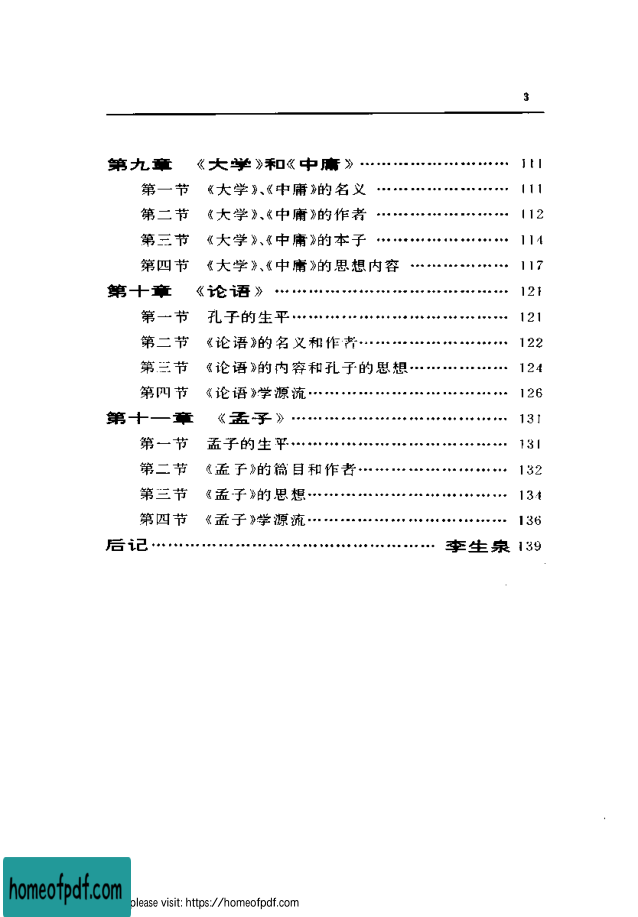 3
第九章 《大学》和《中庸》 ………………………… 111
第一节 《大学》、《中庸》的名义 ……………………… 111
第二节 《大学》、《中庸》的作者 ……………………… 112
第三节 《大学》、《中庸》的本子 ……………………… 114
第四节 《大学》、《中庸》的思想内容 ………………… 117
第十章 《论语》 ………………………………………… 121
第一节 孔子的生平……………………………………… 121
第二节 《论语》的名义和作者………………………… 122
第三节 《论语》的内容和孔子的思想………………… 124
第四节 《论语》学源流………………………………… 126
第十一章 《孟子》……………………………………… 131
第一节 孟子的生平……………………………………… 131
第二节 《孟子》的篇目和作者………………………… 132
第三节 《孟子》的思想………………………………… 134
第四节 《孟子》学源流………………………………… 136
后记…………………………………………… 李生泉 139
homeofpdf.com
please visit: https://homeofpdf.com